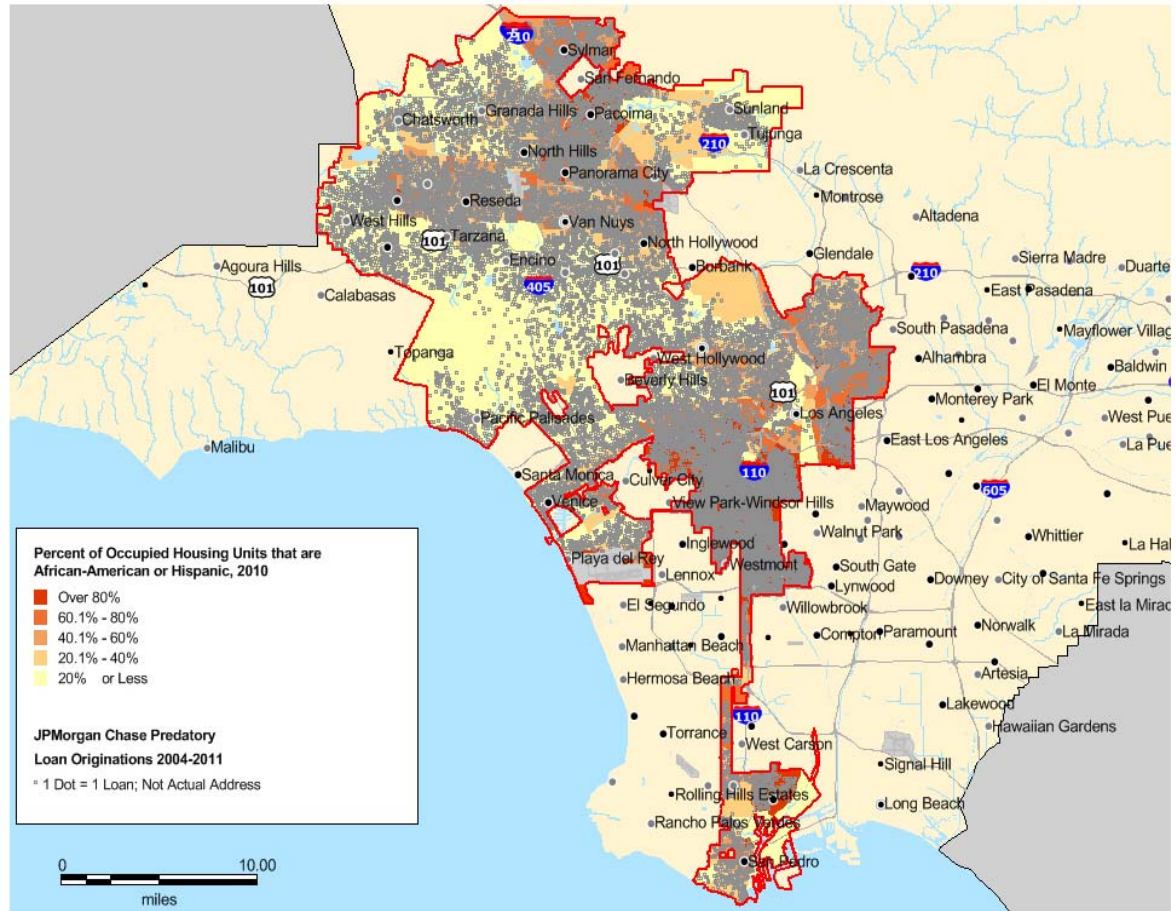 5
210
Sylmar
San Fernando
Granada Hills
Chatsworth
Pacoima
Sunland
Tujunga
210
North Hills
La Crescenta
Panorama City
Montrose
Reseda
West Hills
Van Nuys
Altadena
101
Tarzana
North Hollywood
Encino
101
Burbank
Glendale
Agoura Hills
101
405
210
Sierra Madre
Duarte
Calabasas
East Pasadena
South Pasadena
Mayflower Villag
Topanga
West Hollywood
Alhambra
Baldwin
Beverly Hills
El Monte
101
Monterey Park
Pacific Palisades
Los Angeles
West Pue
Malibu
East Los Angeles
La Pue
Santa Monica
Culver City
110
605
Venice
View Park-Windsor Hills
Maywood
Walnut Park
Whittier
Inglewood
La Hal
Playa del Rey
Westmont
Lennox
South Gate
Downey
City of Santa Fe Springs
Lynwood
El Segundo
Willowbrook
East la Mirad
Compton
Paramount
Norwalk
La Mirada
Manhattan Beach
Artesia
Hermosa Beach
Lakewood
110
Hawaiian Gardens
Torrance
West Carson
Signal Hill
Rolling Hills Estates
Long Beach
Rancho Palos Verdes
San Pedro
Percent of Occupied Housing Units that are
African-American or Hispanic, 2010
Over 80%
60.1% - 80%
40.1% - 60%
20.1% - 40%
20% or Less
JPMorgan Chase Predatory
Loan Originations 2004-2011
1 Dot = 1 Loan; Not Actual Address
0 10.00
miles